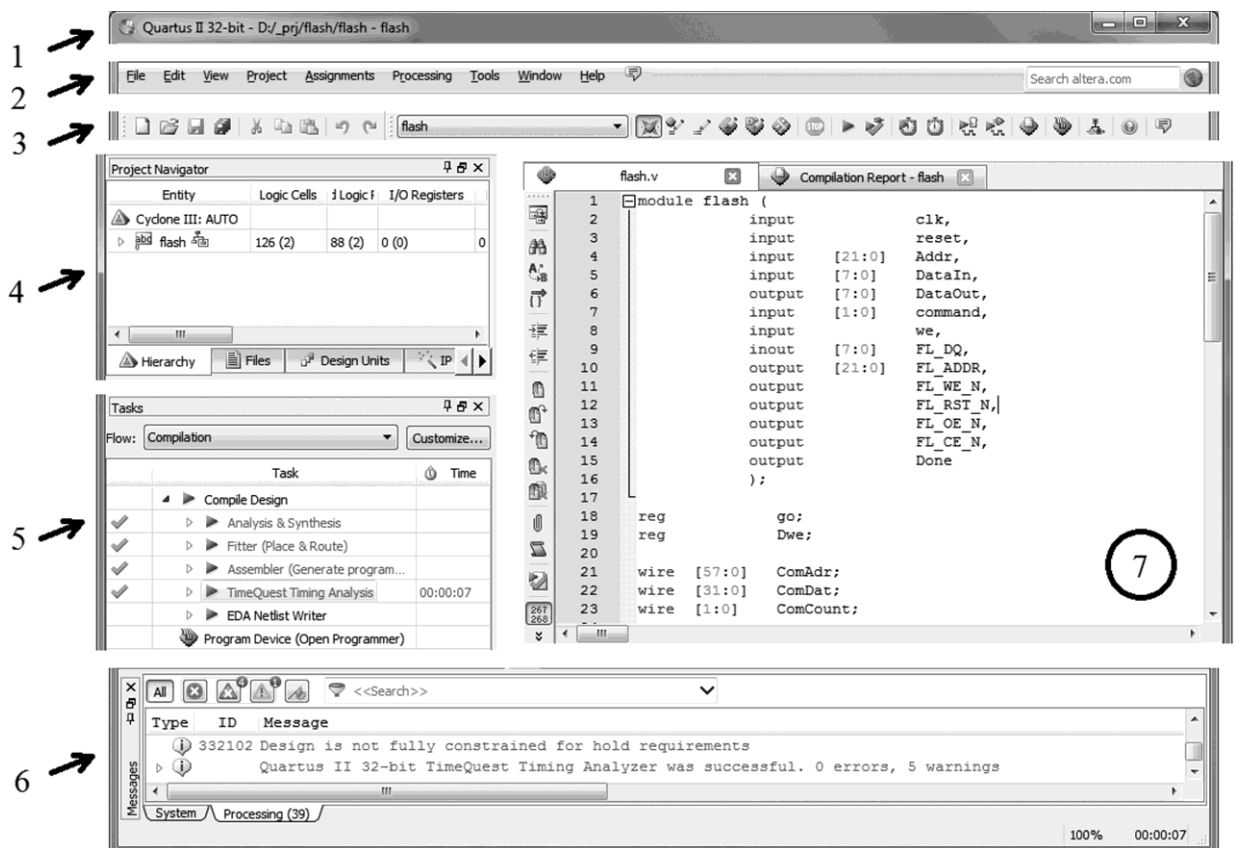 1
Quartus II 32-bit - D:/_prj/flash/flash - flash
2
File Edit View Project Assignments Processing Tools Window Help Search altera.com
3
flash
4
Project Navigator
Entity Logic Cells I/O Registers
Cyclone III: AUTO
flash 126 (2) 88 (2) 0 (0) 0
Hierarchy Files Design Units IP
5
Tasks
Flow: Compilation Customize...
Task Time
Compile Design
Analysis & Synthesis
Fitter (Place & Route)
Assembler (Generate program...
TimeQuest Timing Analysis 00:00:07
EDA Netlist Writer
Program Device (Open Programmer)
flash.v Compilation Report - flash
1 module flash (
2 input clk,
3 input reset,
4 input [21:0] Addr,
5 input [7:0] DataIn,
6 output [7:0] DataOut,
7 input [1:0] command,
8 input we,
9 inout [7:0] FL_DQ,
10 output [21:0] FL_ADDR,
11 output FL_WE_N,
12 output FL_RST_N,
13 output FL_OE_N,
14 output FL_CE_N,
15 output Done
16 );
17
18 reg go;
19 reg Dwe;
20
21 wire [57:0] ComAdr;
22 wire [31:0] ComDat;
23 wire [1:0] ComCount;
267
268
7
6
Messages
All 4 1 <<Search>>
Type ID Message
332102 Design is not fully constrained for hold requirements
Quartus II 32-bit TimeQuest Timing Analyzer was successful. 0 errors, 5 warnings
System Processing (39)
100% 00:00:07